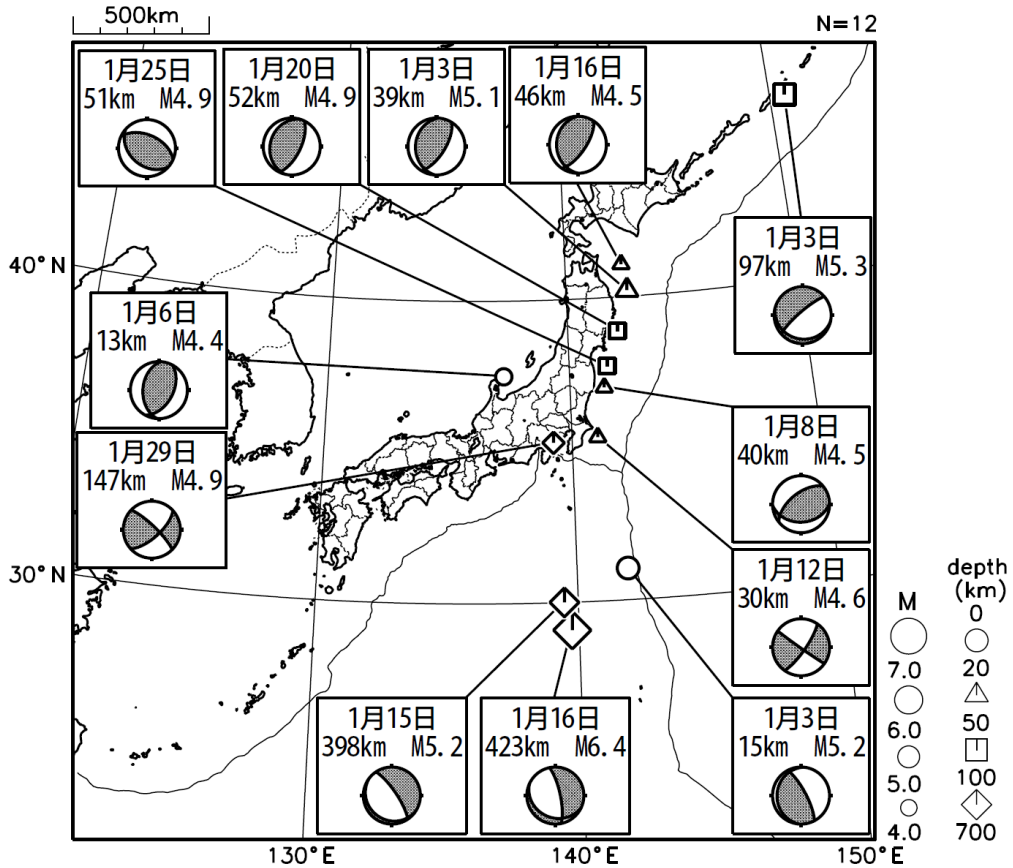 500km
N=12
1月25日
51km M4.9
1月20日
52km M4.9
1月3日
39km M5.1
1月16日
46km M4.5
1月3日
97km M5.3
40°N
1月6日
13km M4.4
1月29日
147km M4.9
1月8日
40km M4.5
30°N
1月12日
30km M4.6
1月15日
398km M5.2
1月16日
423km M6.4
1月3日
15km M5.2
M
7.0
6.0
5.0
4.0
depth
(km)
0
20
50
100
700
130°E
140°E
150°E